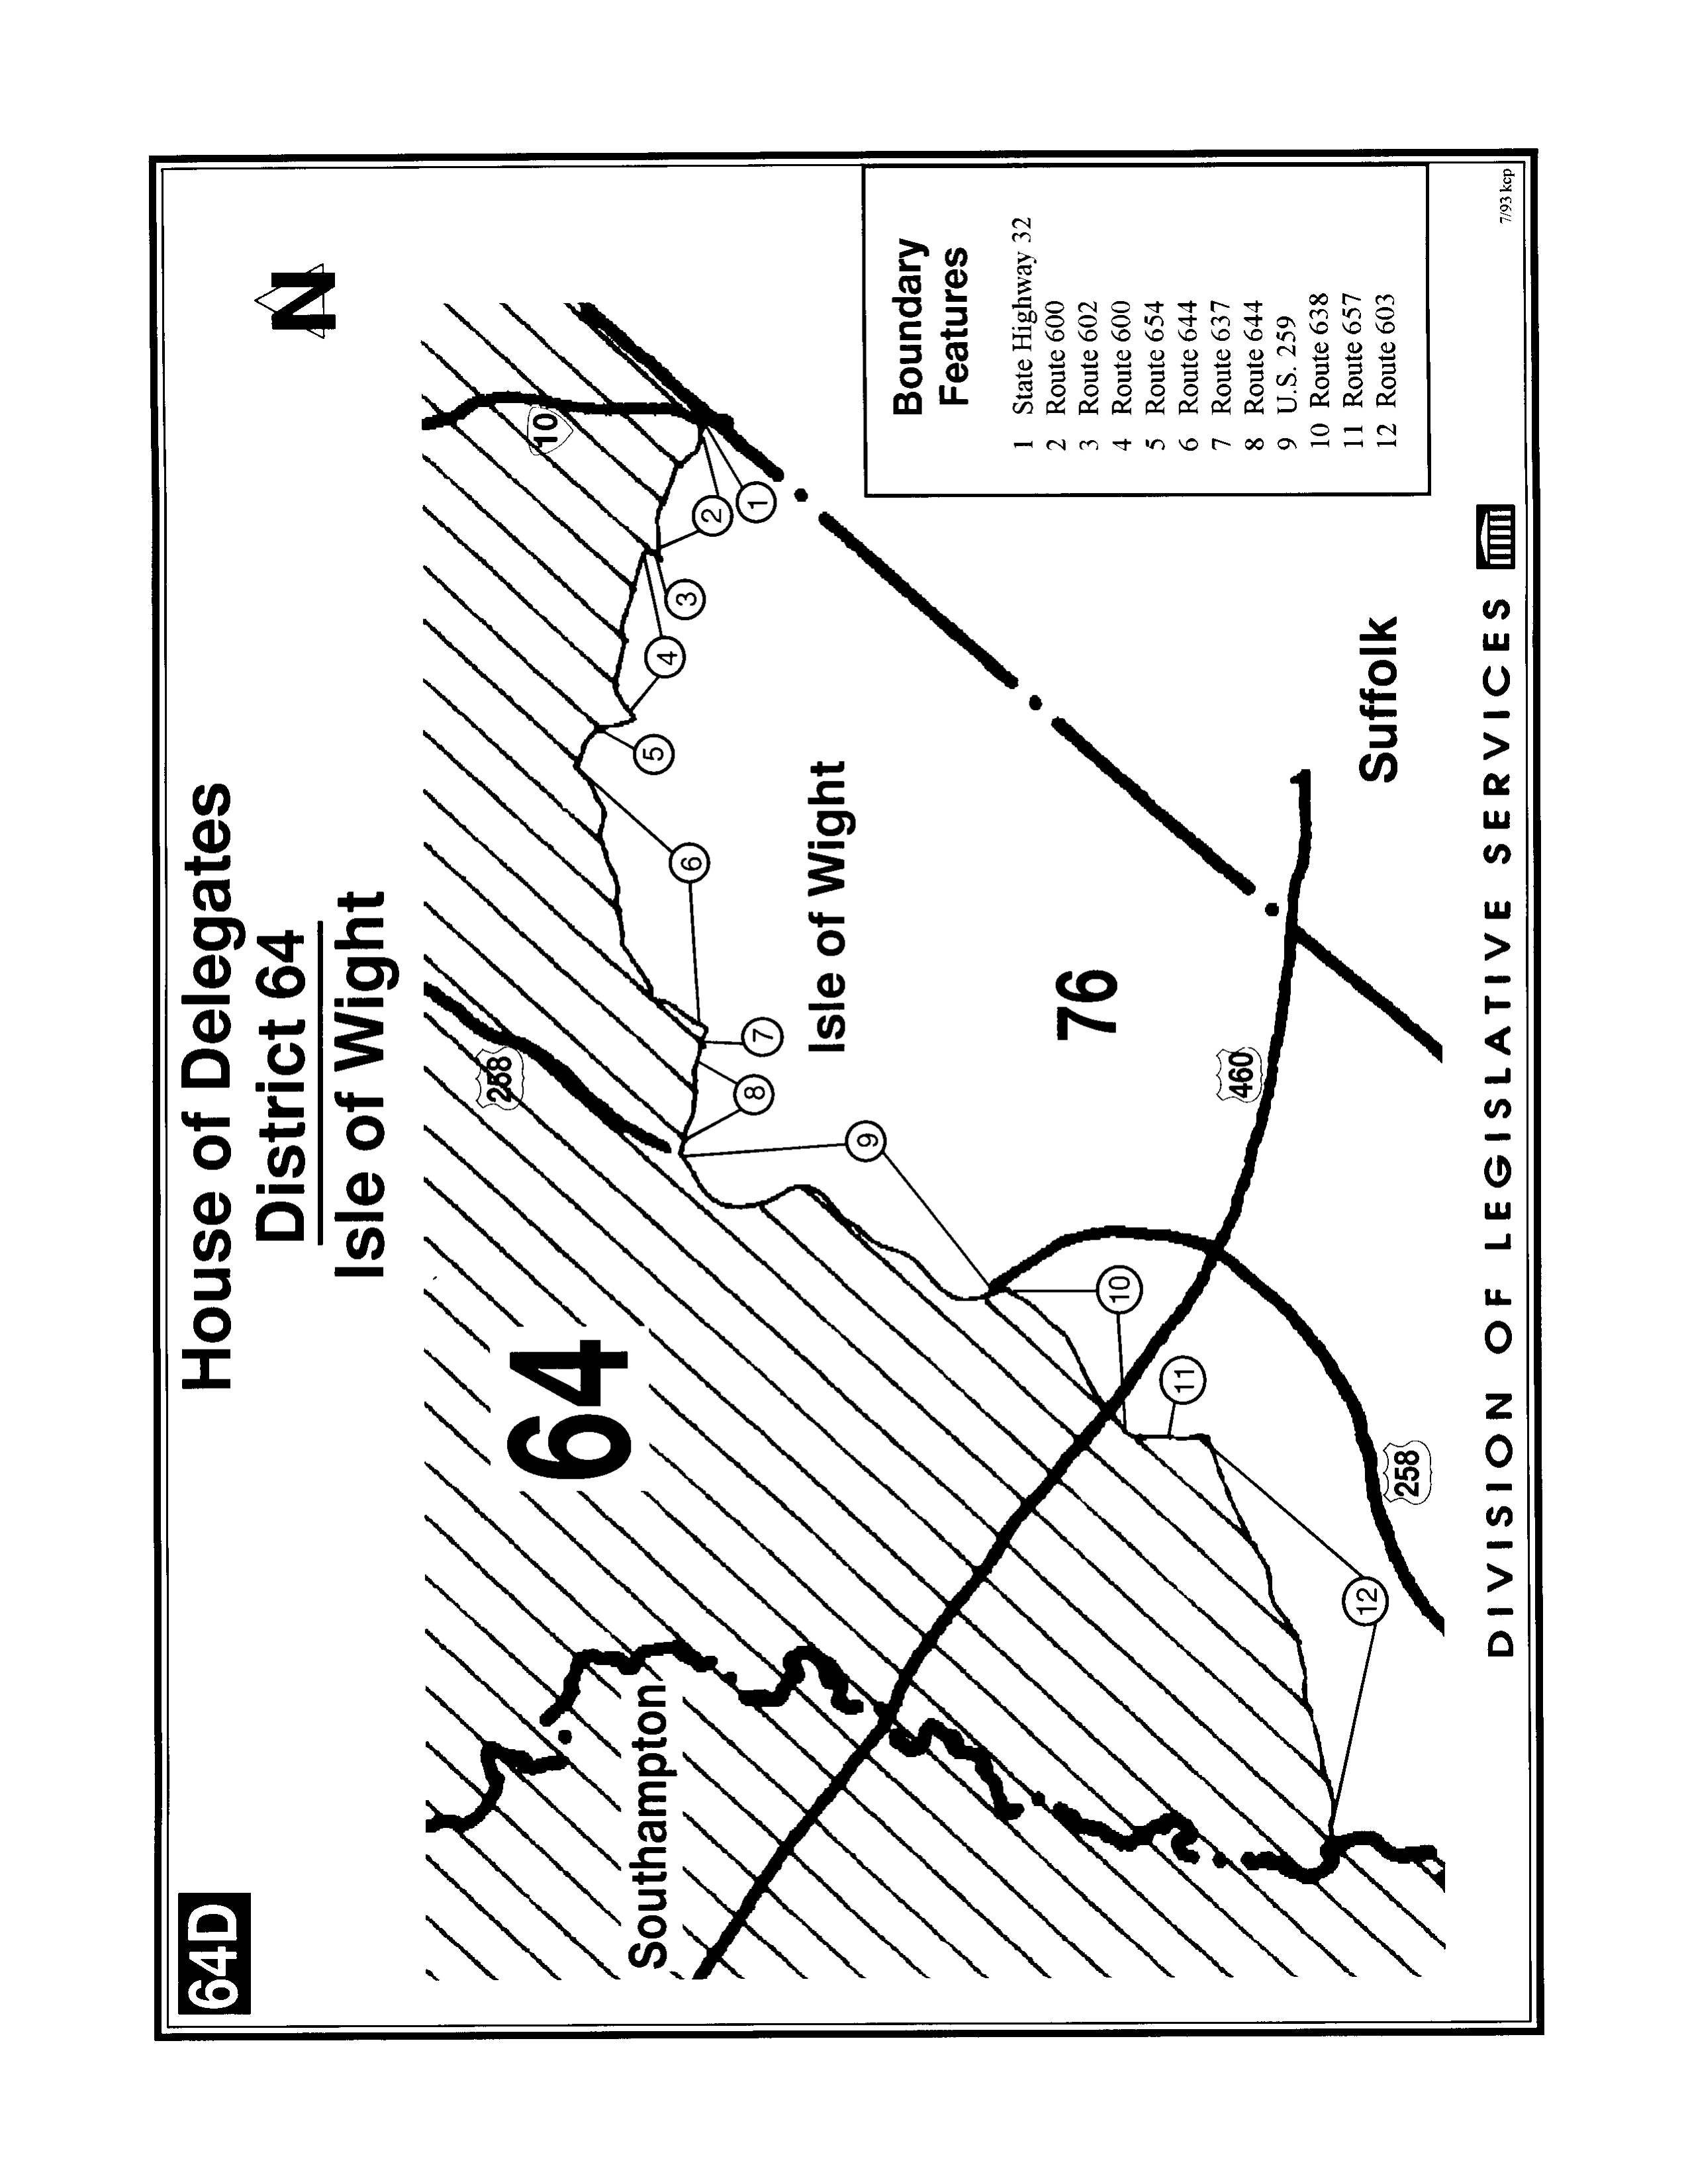 64D
House of Delegates
District 64
Isle of Wight
N
10
258
64
Southampton
Isle of Wight
76
460
258
Suffolk
1
2
3
4
5
6
7
8
9
10
11
12
Boundary
Features
1 State Highway 32
2 Route 600
3 Route 602
4 Route 600
5 Route 654
6 Route 644
7 Route 637
8 Route 644
9 U.S. 259
10 Route 638
11 Route 657
12 Route 603
DIVISION OF LEGISLATIVE SERVICES
7/93 kcp